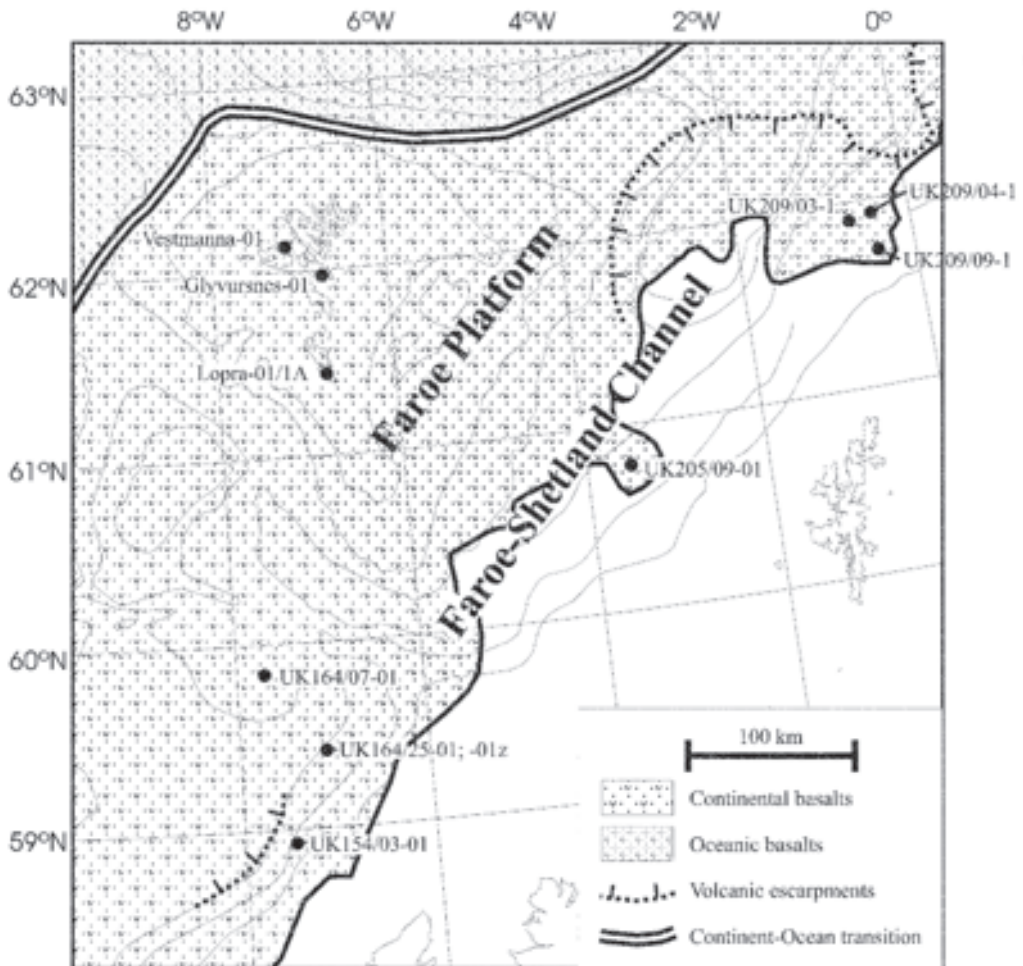 8°W 6°W 4°W 2°W 0°
63°N
UK209/04-1
UK209/03-1
Vestmanna-01
UK209/09-1
Glyvursnes-01
62°N
Faroe Platform
Lopra-01/1A
Faroe-Shetland Channel
61°N
UK205/09-01
60°N
UK164/07-01
UK164/25-01; -01z
59°N
UK154/03-01
100 km
Continental basalts
Oceanic basalts
Volcanic escarpments
Continent-Ocean transition